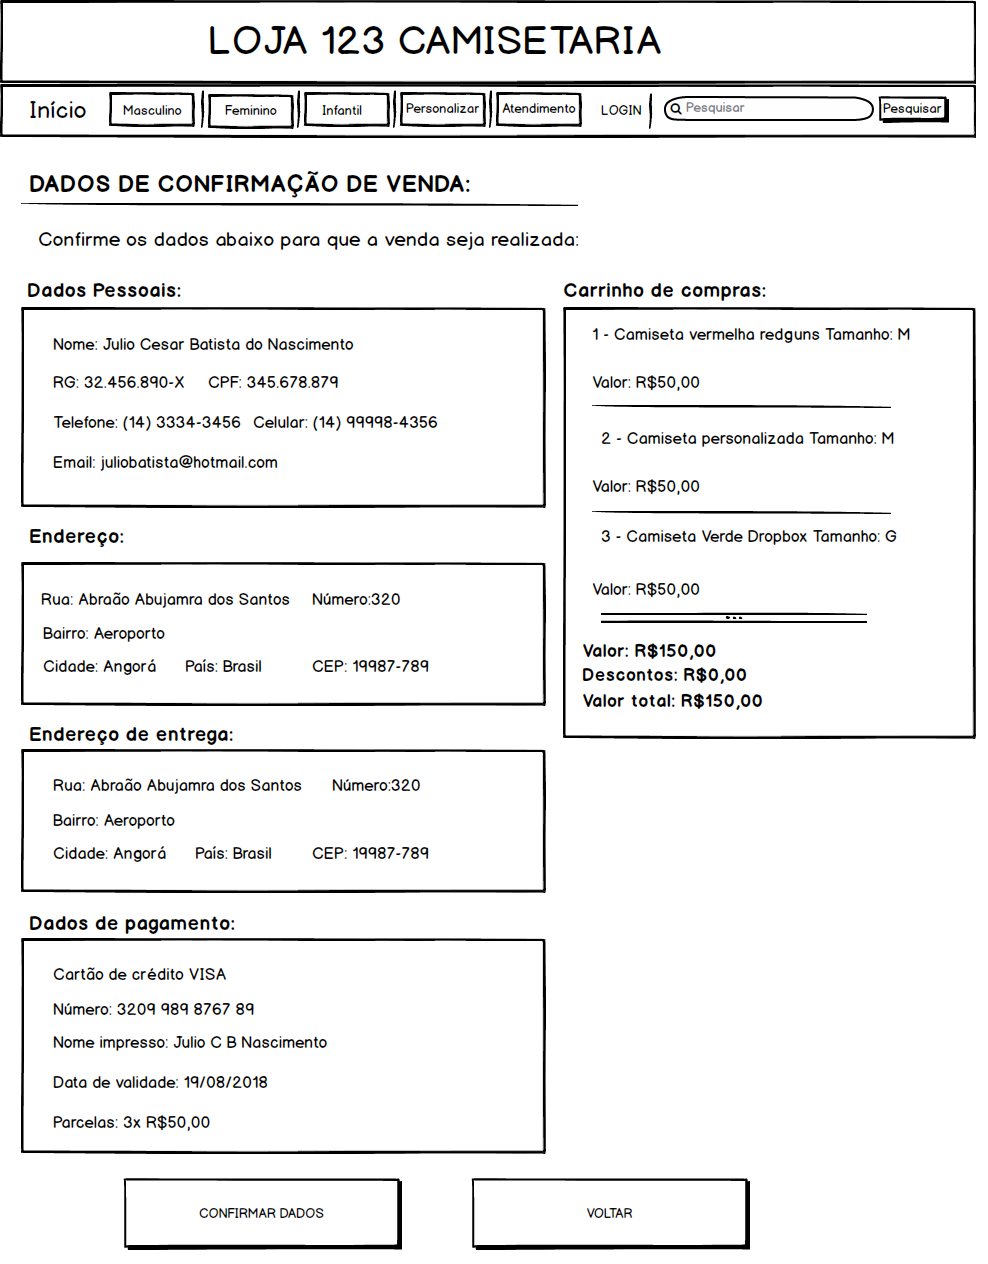 LOJA 123 CAMISETARIA
Início Masculino Feminino Infantil Personalizar Atendimento LOGIN Pesquisar Pesquisar
DADOS DE CONFIRMAÇÃO DE VENDA:
Confirme os dados abaixo para que a venda seja realizada:
Dados Pessoais:
Nome: Julio Cesar Batista do Nascimento
RG: 32.456.890-X CPF: 345.678.879
Telefone: (14) 3334-3456 Celular: (14) 99998-4356
Email: juliobatista@hotmail.com
Endereço:
Rua: Abraão Abujamra dos Santos Número:320
Bairro: Aeroporto
Cidade: Angorá País: Brasil CEP: 19987-789
Endereço de entrega:
Rua: Abraão Abujamra dos Santos Número:320
Bairro: Aeroporto
Cidade: Angorá País: Brasil CEP: 19987-789
Dados de pagamento:
Cartão de crédito VISA
Número: 3209 989 8767 89
Nome impresso: Julio C B Nascimento
Data de validade: 19/08/2018
Parcelas: 3x R$50,00
Carrinho de compras:
1 - Camiseta vermelha redguns Tamanho: M
Valor: R$50,00
2 - Camiseta personalizada Tamanho: M
Valor: R$50,00
3 - Camiseta Verde Dropbox Tamanho: G
Valor: R$50,00
Valor: R$150,00
Descontos: R$0,00
Valor total: R$150,00
CONFIRMAR DADOS VOLTAR